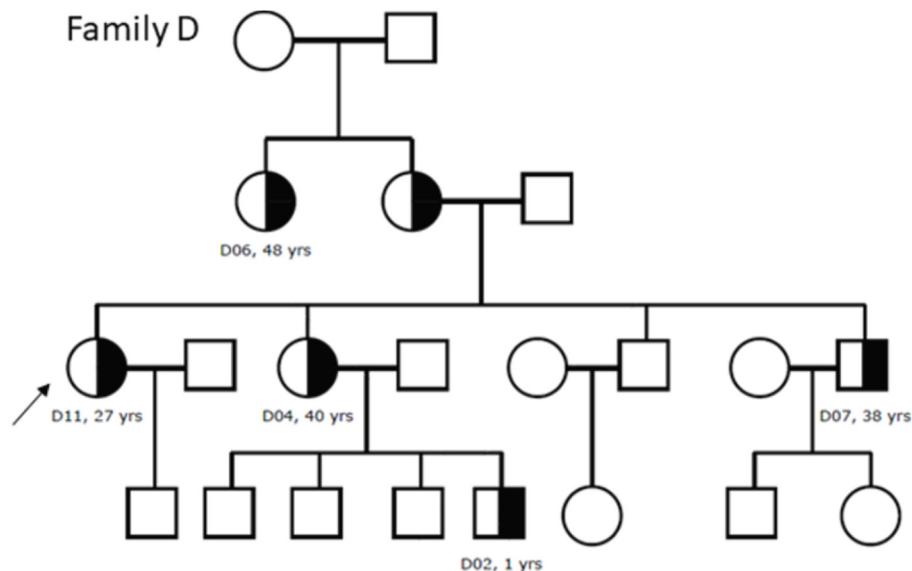 Family D
D06, 48 yrs
D11, 27 yrs
D04, 40 yrs
D07, 38 yrs
D02, 1 yrs